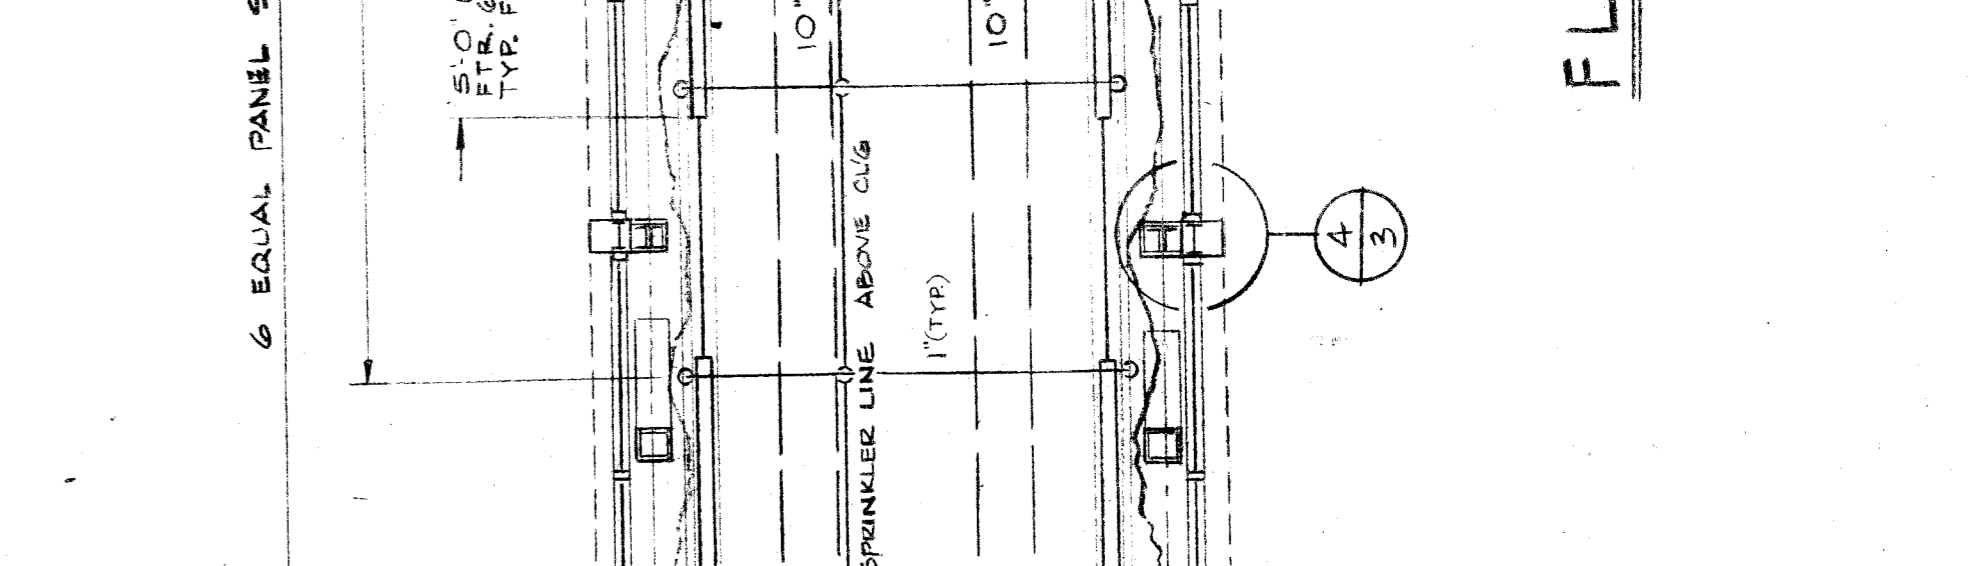 6 EQUAL PANEL
5'-0"
FTR.
TYP.
10"
SPRINKLER LINE ABOVE CL'G
1"(TYP.)
10"
4
3
FL